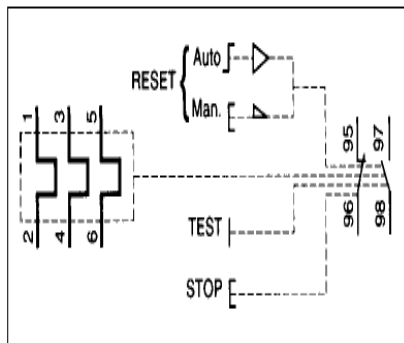 Auto
RESET
Man.
1 3 5
95 97
2 4 6
96 98
TEST
STOP